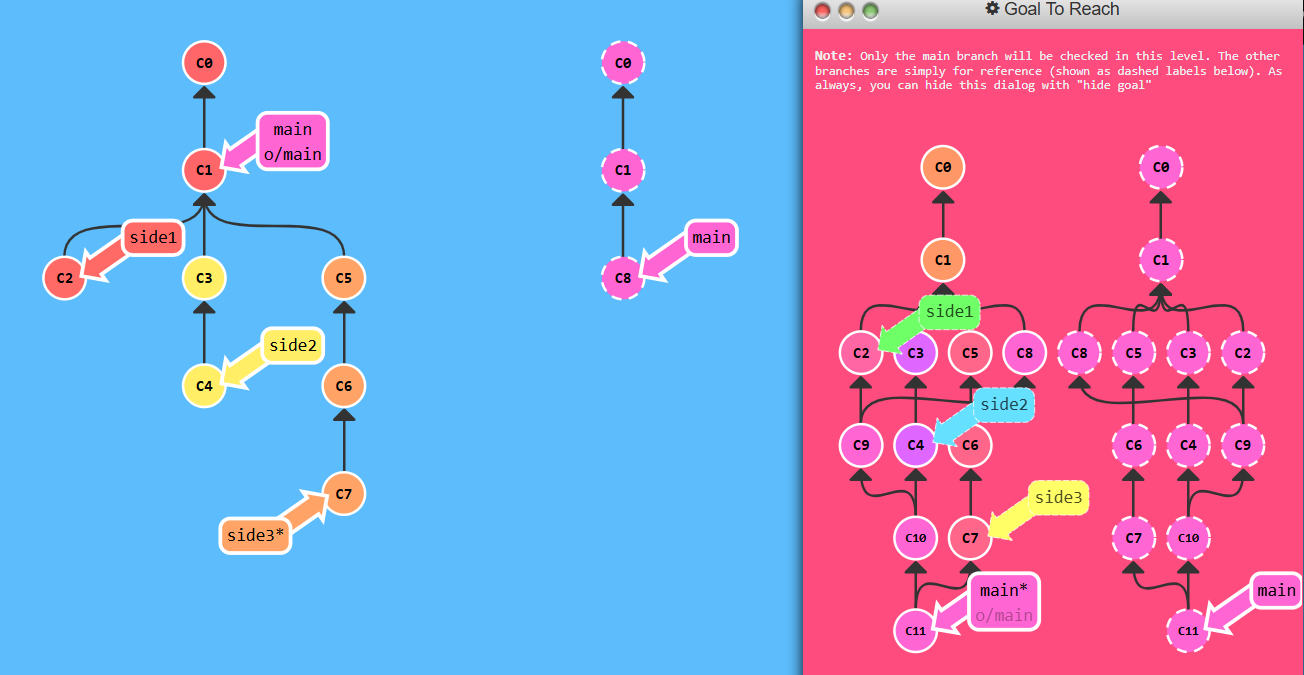 C0
main
o/main
C1
side1
C2
C3
C5
side2
C4
C6
C7
side3*
C0
C1
main
C8
Goal To Reach
Note: Only the main branch will be checked in this level. The other
branches are simply for reference (shown as dashed labels below). As
always, you can hide this dialog with "hide goal"
C0
C1
side1
C2
C3
C5
C8
side2
C9
C4
C6
side3
C10
C7
main*
o/main
C11
C0
C1
C8
C5
C3
C2
C6
C4
C9
C7
C10
main
C11